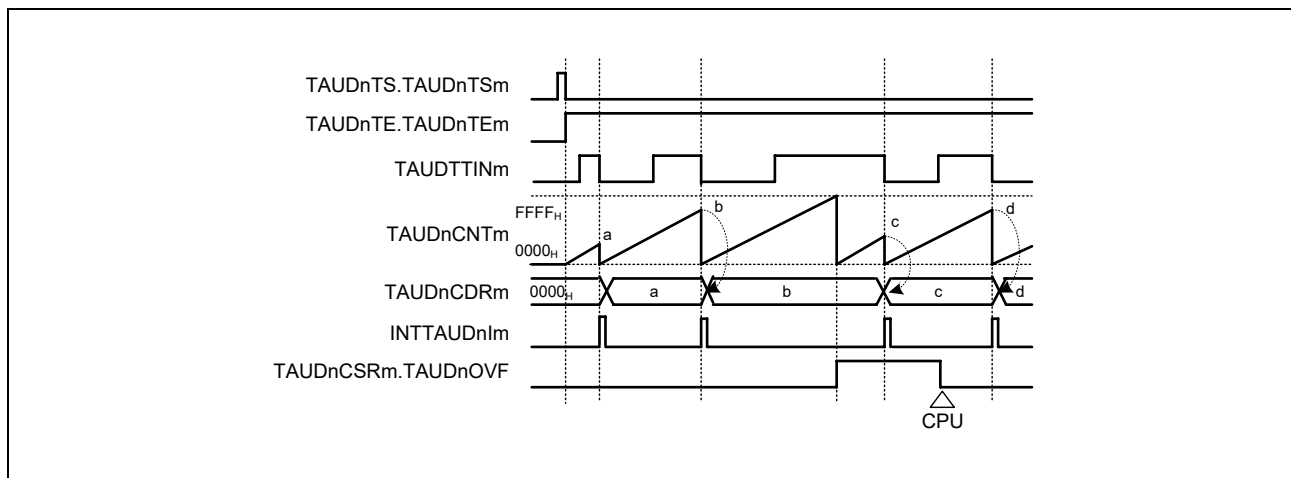 TAUDnTS.TAUDnTSm
TAUDnTE.TAUDnTEm
TAUDTTINm
TAUDnCNTm
FFFFH
0000H
a
b
c
d
TAUDnCDRm
0000H
a
b
c
d
INTTAUDnIm
TAUDnCSRm.TAUDnOVF
CPU